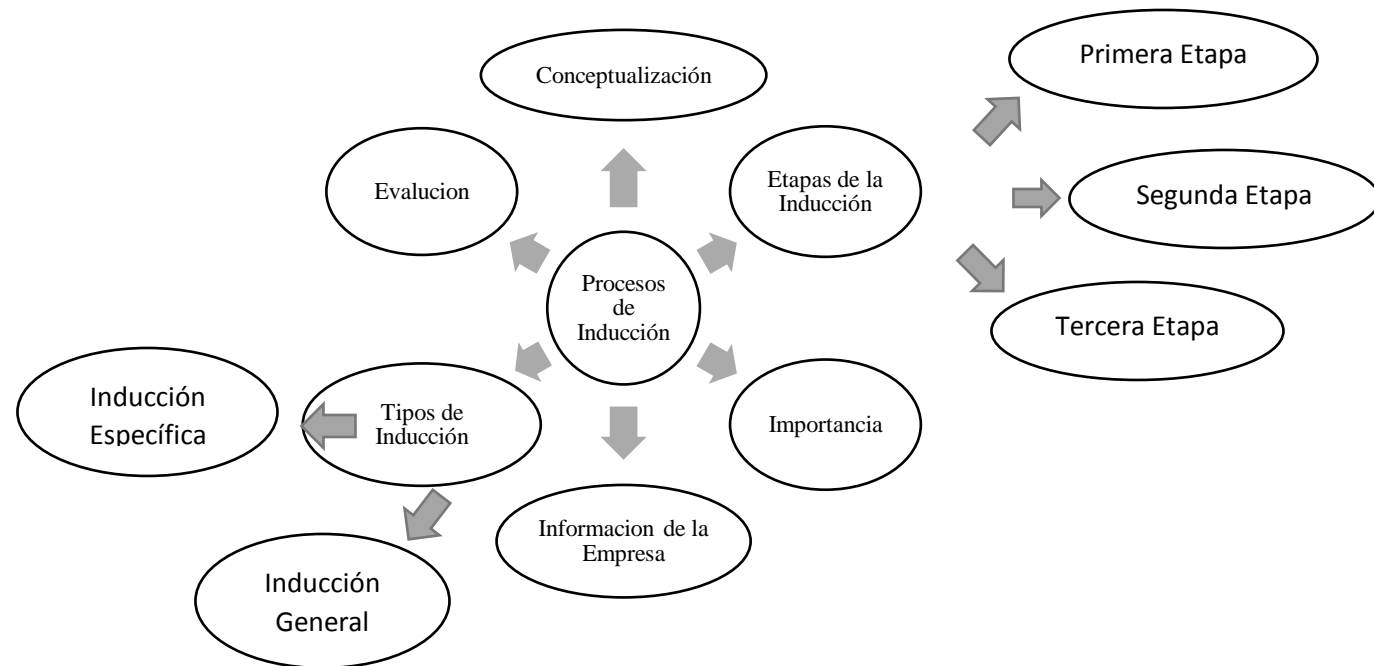 Conceptualización
Primera Etapa
Evalucion
Etapas de la
Inducción
Segunda Etapa
Procesos
de
Inducción
Tercera Etapa
Inducción
Específica
Tipos de
Inducción
Importancia
Informacion de la
Empresa
Inducción
General